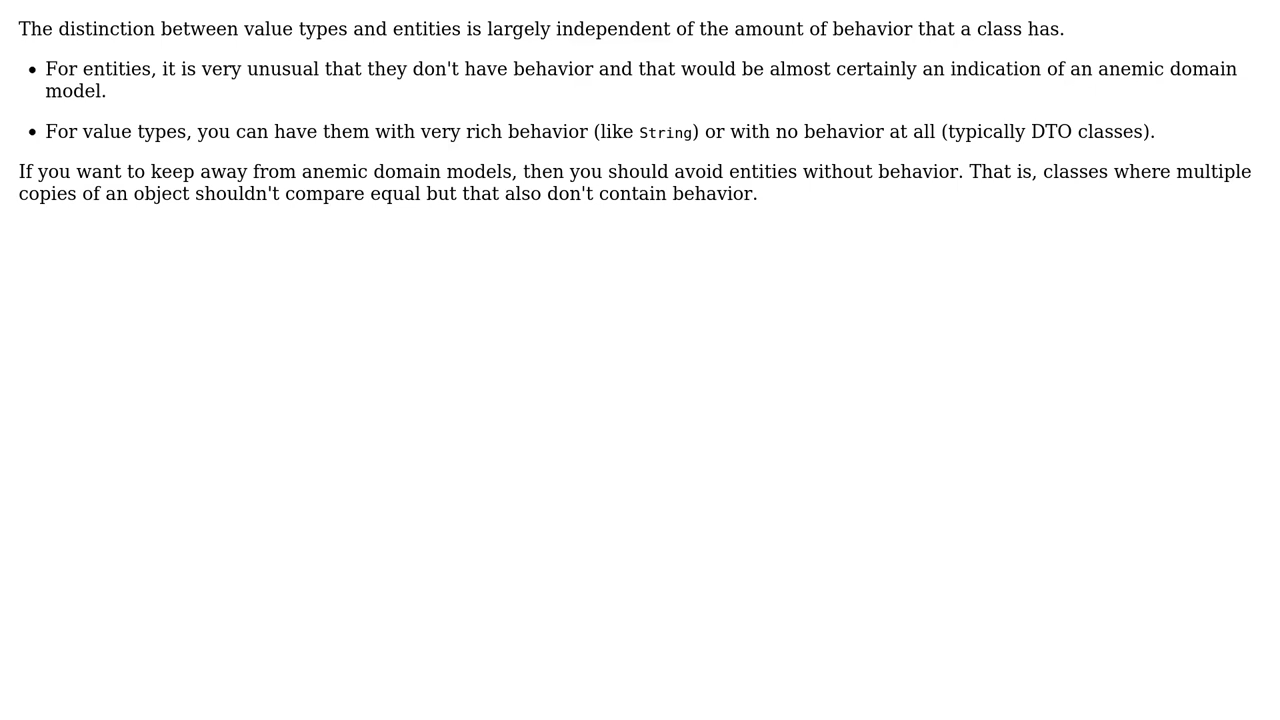 The distinction between value types and entities is largely independent of the amount of behavior that a class has.
• For entities, it is very unusual that they don't have behavior and that would be almost certainly an indication of an anemic domain
model.
• For value types, you can have them with very rich behavior (like String) or with no behavior at all (typically DTO classes).
If you want to keep away from anemic domain models, then you should avoid entities without behavior. That is, classes where multiple
copies of an object shouldn't compare equal but that also don't contain behavior.